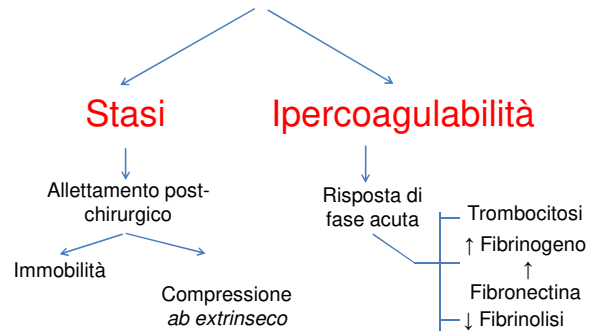 Stasi
Ipercoagulabilità
Allettamento post-
chirurgico
Immobilità
Compressione
ab extrinseco
Risposta di
fase acuta
Trombocitosi
↑ Fibrinogeno
↑
Fibronectina
↓ Fibrinolisi